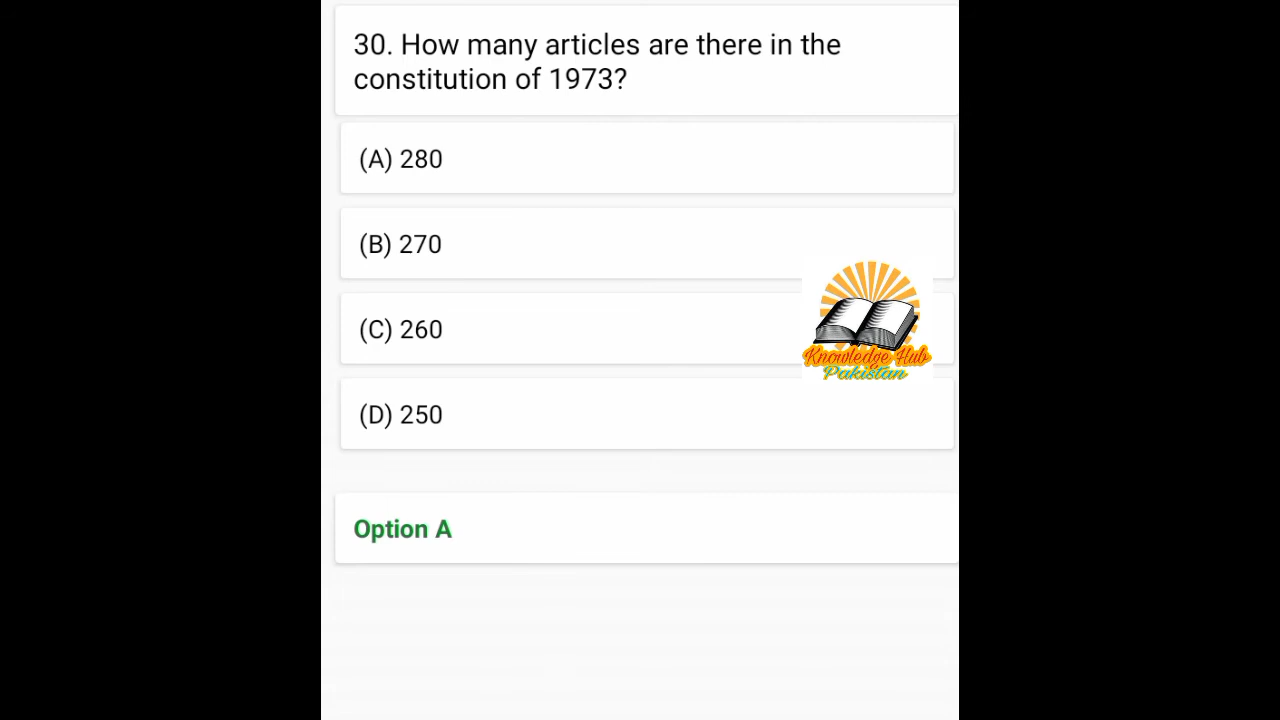 30. How many articles are there in the
constitution of 1973?
(A) 280
(B) 270
(C) 260
(D) 250
Knowledge Hub
Pakistan
Option A